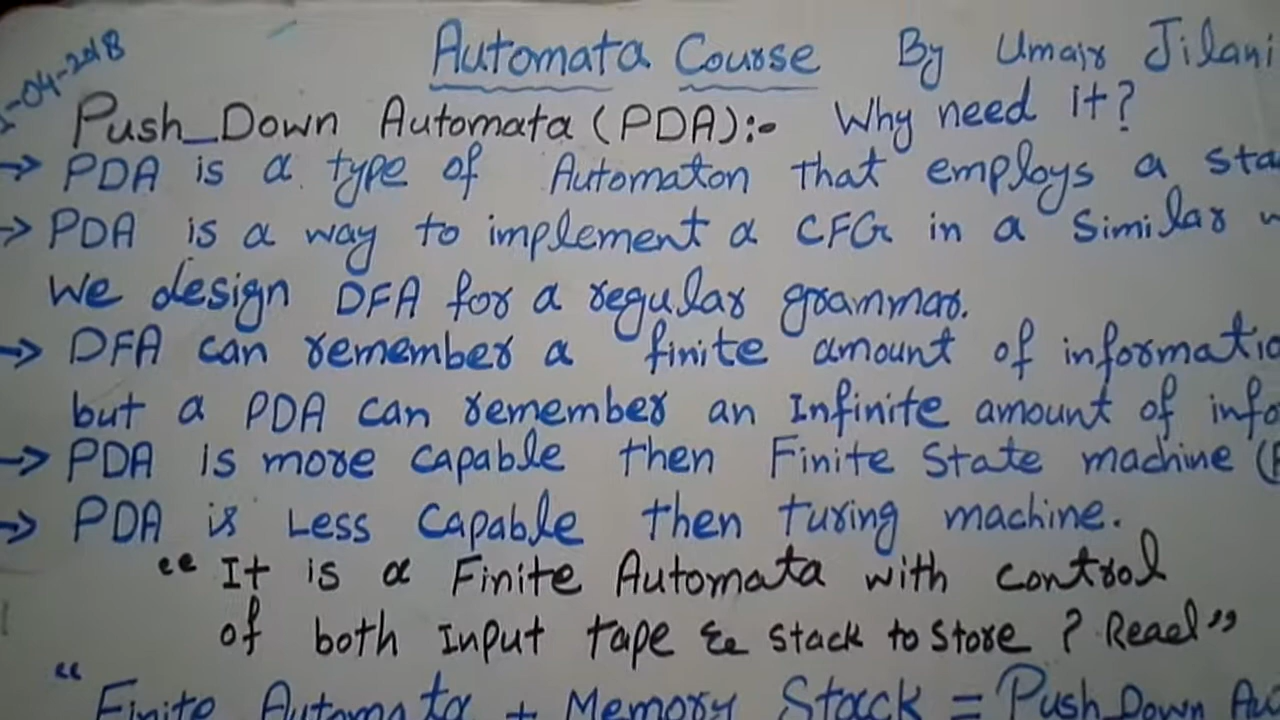 -04-2018
Automata Course By Umair Jilani
Push_Down Automata (PDA):- Why need it?
→ PDA is a type of Automaton that employs a sta
→ PDA is a way to implement a CFG in a Similar w
We design DFA for a regular grammar.
→ DFA can remember a finite amount of informatio
but a PDA can remember an Infinite amount of info
→ PDA is more capable then Finite State machine (F
→ PDA is Less Capable then turing machine.
"It is a Finite Automata with control
of both Input tape & stack to store ? Read"
"Finite Automata + Memory Stack = Push_Down Au